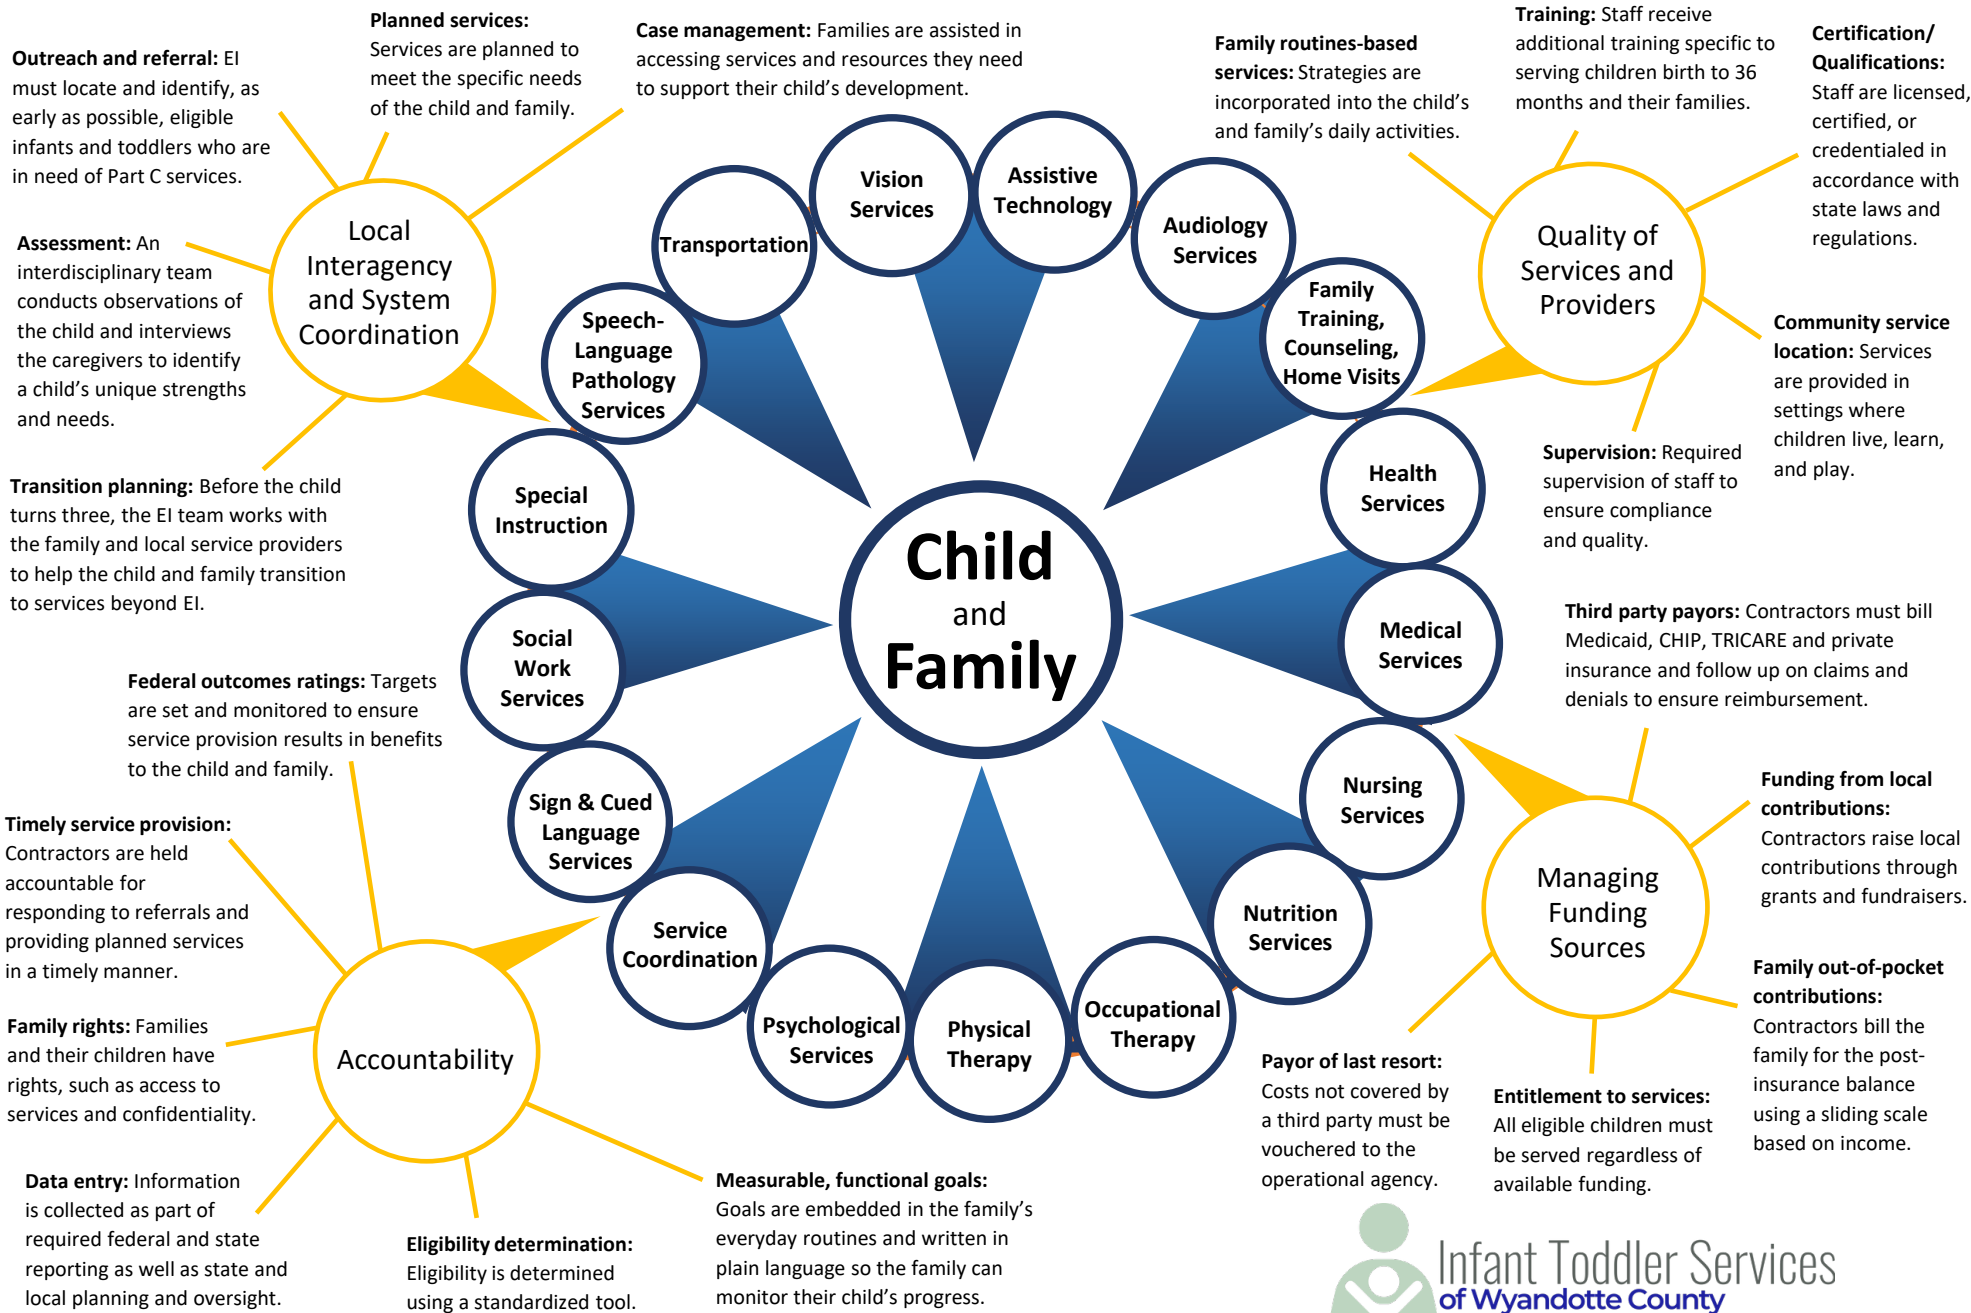 Outreach and referral: EI
must locate and identify, as
early as possible, eligible
infants and toddlers who are
in need of Part C services.
Planned services:
Services are planned to
meet the specific needs
of the child and family.
Case management: Families are assisted in
accessing services and resources they need
to support their child’s development.
Assessment: An
interdisciplinary team
conducts observations of
the child and interviews
the caregivers to identify
a child’s unique strengths
and needs.
Transition planning: Before the child
turns three, the EI team works with
the family and local service providers
to help the child and family transition
to services beyond EI.
Local
Interagency
and System
Coordination
Family routines-based
services: Strategies are
incorporated into the child’s
and family’s daily activities.
Training: Staff receive
additional training specific to
serving children birth to 36
months and their families.
Certification/
Qualifications:
Staff are licensed,
certified, or
credentialed in
accordance with
state laws and
regulations.
Quality of
Services and
Providers
Community service
location: Services
are provided in
settings where
children live, learn,
and play.
Supervision: Required
supervision of staff to
ensure compliance
and quality.
Vision
Services
Assistive
Technology
Audiology
Services
Family
Training,
Counseling,
Home Visits
Health
Services
Medical
Services
Nursing
Services
Nutrition
Services
Occupational
Therapy
Physical
Therapy
Psychological
Services
Service
Coordination
Sign & Cued
Language
Services
Social
Work
Services
Special
Instruction
Speech-
Language
Pathology
Services
Transportation
Child
and
Family
Federal outcomes ratings: Targets
are set and monitored to ensure
service provision results in benefits
to the child and family.
Timely service provision:
Contractors are held
accountable for
responding to referrals and
providing planned services
in a timely manner.
Family rights: Families
and their children have
rights, such as access to
services and confidentiality.
Accountability
Data entry: Information
is collected as part of
required federal and state
reporting as well as state and
local planning and oversight.
Eligibility determination:
Eligibility is determined
using a standardized tool.
Measurable, functional goals:
Goals are embedded in the family’s
everyday routines and written in
plain language so the family can
monitor their child’s progress.
Third party payors: Contractors must bill
Medicaid, CHIP, TRICARE and private
insurance and follow up on claims and
denials to ensure reimbursement.
Funding from local
contributions:
Contractors raise local
contributions through
grants and fundraisers.
Managing
Funding
Sources
Family out-of-pocket
contributions:
Contractors bill the
family for the post-
insurance balance
using a sliding scale
based on income.
Payor of last resort:
Costs not covered by
a third party must be
vouchered to the
operational agency.
Entitlement to services:
All eligible children must
be served regardless of
available funding.
Infant Toddler Services
of Wyandotte County